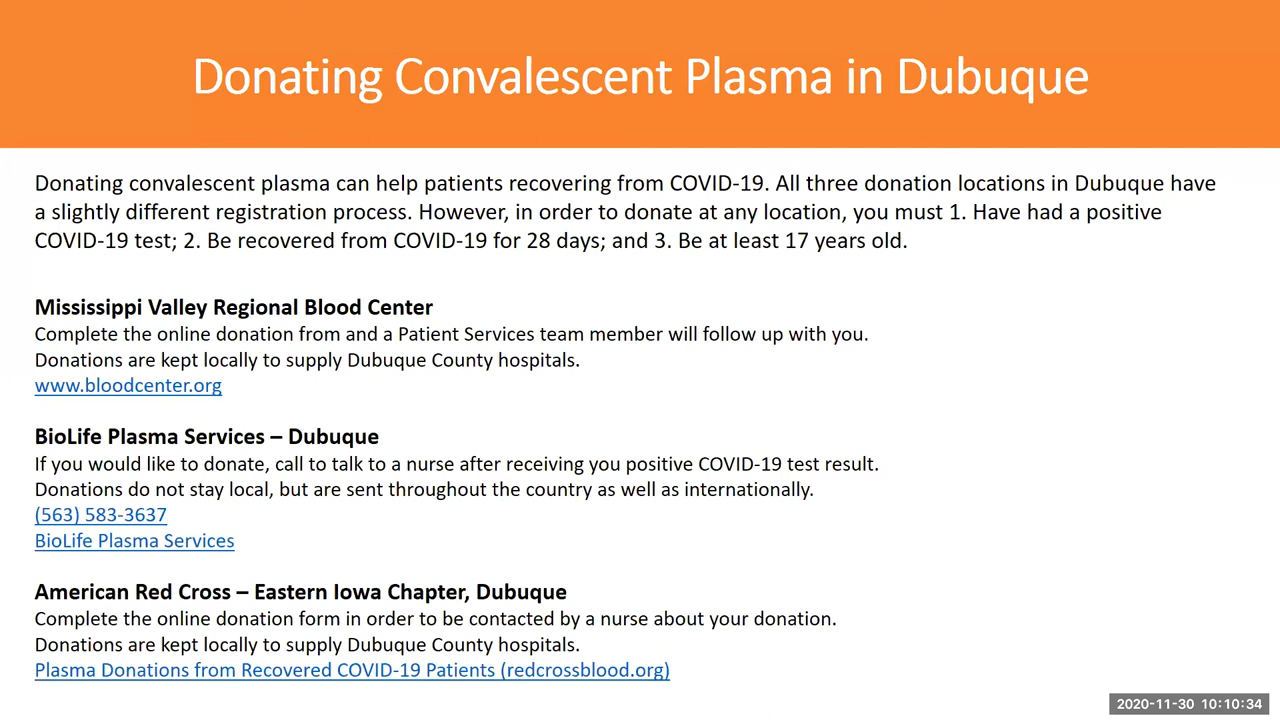 Donating Convalescent Plasma in Dubuque
Donating convalescent plasma can help patients recovering from COVID-19. All three donation locations in Dubuque have
a slightly different registration process. However, in order to donate at any location, you must 1. Have had a positive
COVID-19 test; 2. Be recovered from COVID-19 for 28 days; and 3. Be at least 17 years old.
Mississippi Valley Regional Blood Center
Complete the online donation from and a Patient Services team member will follow up with you.
Donations are kept locally to supply Dubuque County hospitals.
www.bloodcenter.org
BioLife Plasma Services – Dubuque
If you would like to donate, call to talk to a nurse after receiving you positive COVID-19 test result.
Donations do not stay local, but are sent throughout the country as well as internationally.
(563) 583-3637
BioLife Plasma Services
American Red Cross – Eastern Iowa Chapter, Dubuque
Complete the online donation form in order to be contacted by a nurse about your donation.
Donations are kept locally to supply Dubuque County hospitals.
Plasma Donations from Recovered COVID-19 Patients (redcrossblood.org)
2020-11-30 10:10:34